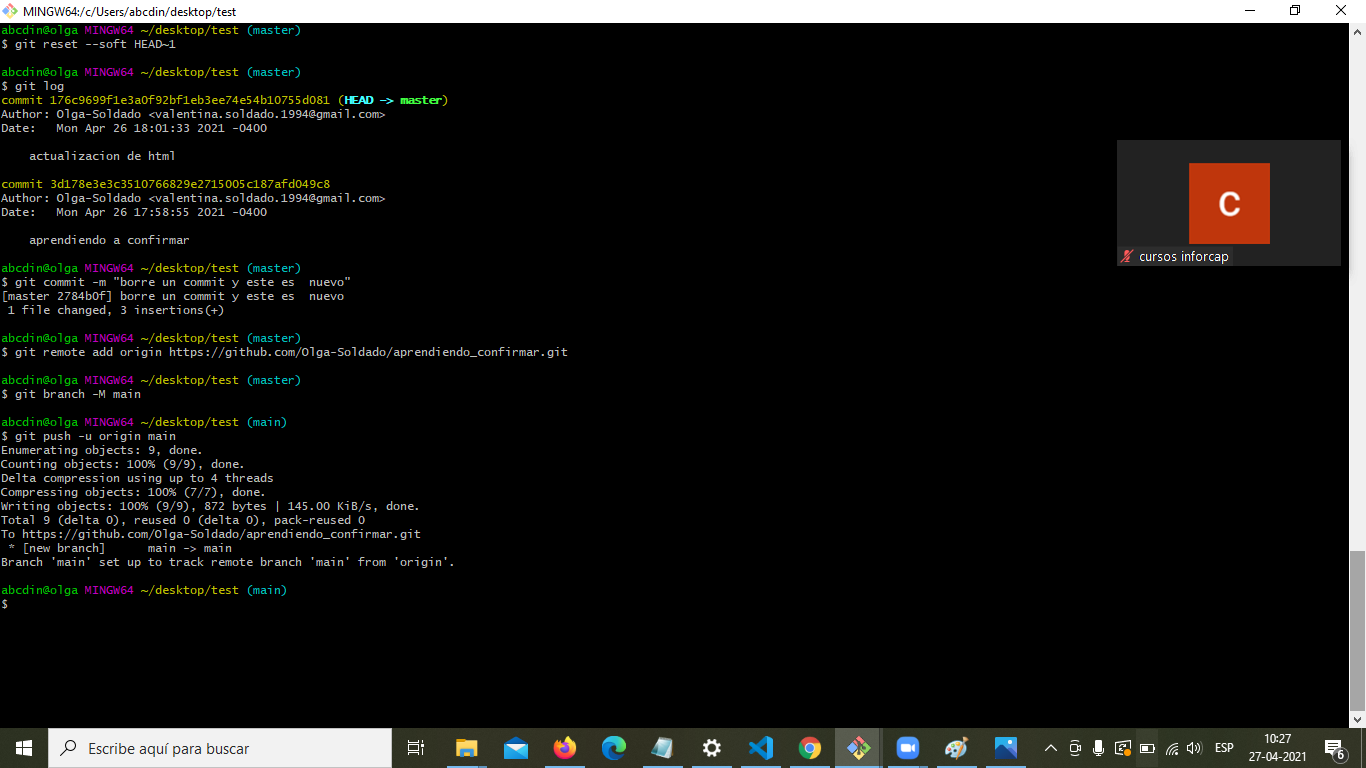 MINGW64:/c/Users/abcdin/desktop/test
abcdin@olga MINGW64 ~/desktop/test (master)
$ git reset --soft HEAD~1
abcdin@olga MINGW64 ~/desktop/test (master)
$ git log
commit 176c9699f1e3a0f92bf1eb3ee74e54b10755d081 (HEAD -> master)
Author: Olga-Soldado <valentina.soldado.1994@gmail.com>
Date:   Mon Apr 26 18:01:33 2021 -0400
    actualizacion de html
commit 3d178e3e3c3510766829e2715005c187afd049c8
Author: Olga-Soldado <valentina.soldado.1994@gmail.com>
Date:   Mon Apr 26 17:58:55 2021 -0400
    aprendiendo a confirmar
abcdin@olga MINGW64 ~/desktop/test (master)
$ git commit -m "borre un commit y este es  nuevo"
[master 2784b0f] borre un commit y este es  nuevo
 1 file changed, 3 insertions(+)
abcdin@olga MINGW64 ~/desktop/test (master)
$ git remote add origin https://github.com/Olga-Soldado/aprendiendo_confirmar.git
abcdin@olga MINGW64 ~/desktop/test (master)
$ git branch -M main
abcdin@olga MINGW64 ~/desktop/test (main)
$ git push -u origin main
Enumerating objects: 9, done.
Counting objects: 100% (9/9), done.
Delta compression using up to 4 threads
Compressing objects: 100% (7/7), done.
Writing objects: 100% (9/9), 872 bytes | 145.00 KiB/s, done.
Total 9 (delta 0), reused 0 (delta 0), pack-reused 0
To https://github.com/Olga-Soldado/aprendiendo_confirmar.git
 * [new branch]      main -> main
Branch 'main' set up to track remote branch 'main' from 'origin'.
abcdin@olga MINGW64 ~/desktop/test (main)
$
C
cursos inforcap
Escribe aquí para buscar
ESP
10:27
27-04-2021
6